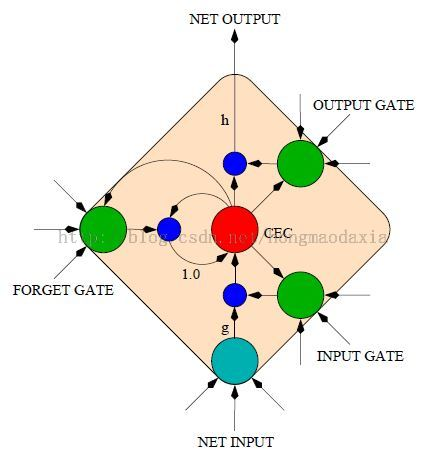 NET OUTPUT
OUTPUT GATE
h
CEC
http://blog.csdn.net/hongmaodaxia
1.0
FORGET GATE
g
INPUT GATE
NET INPUT